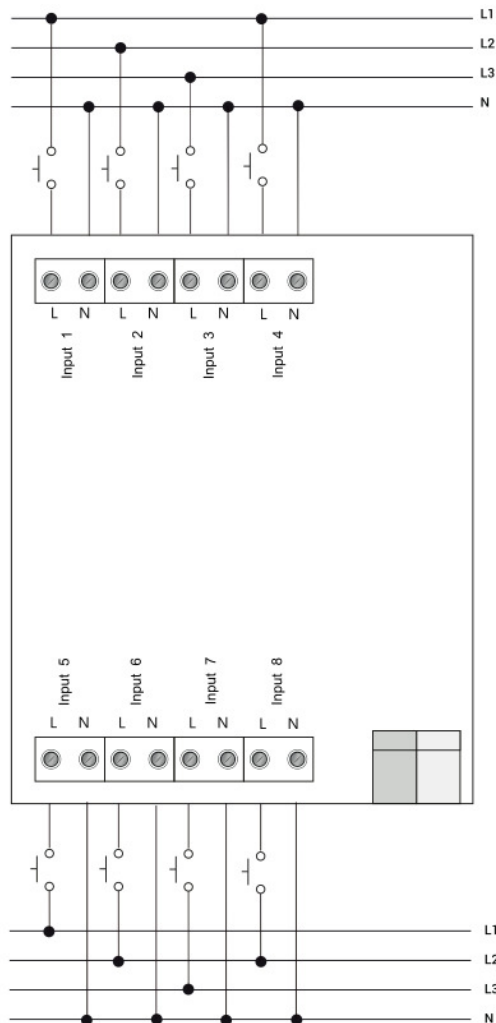 L1
L2
L3
N
L N L N L N L N
Input 1
Input 2
Input 3
Input 4
Input 5
Input 6
Input 7
Input 8
L N L N L N L N
L1
L2
L3
N